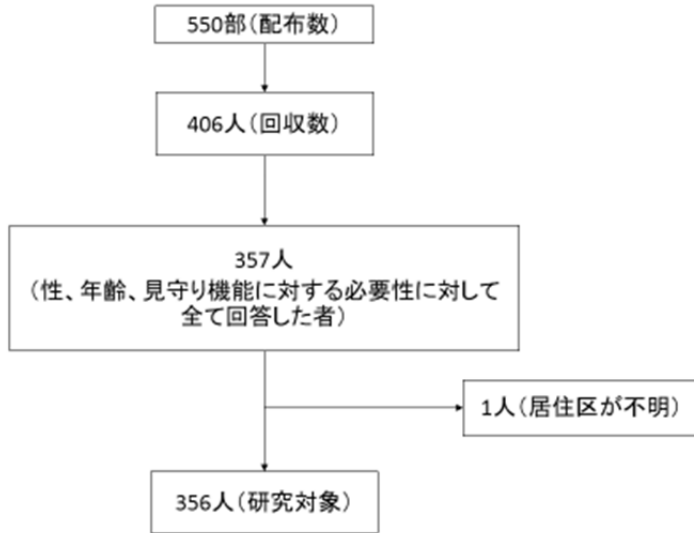 550部（配布数）
406人（回収数）
357人
（性、年齢、見守り機能に対する必要性に対して
全て回答した者）
1人（居住区が不明）
356人（研究対象）